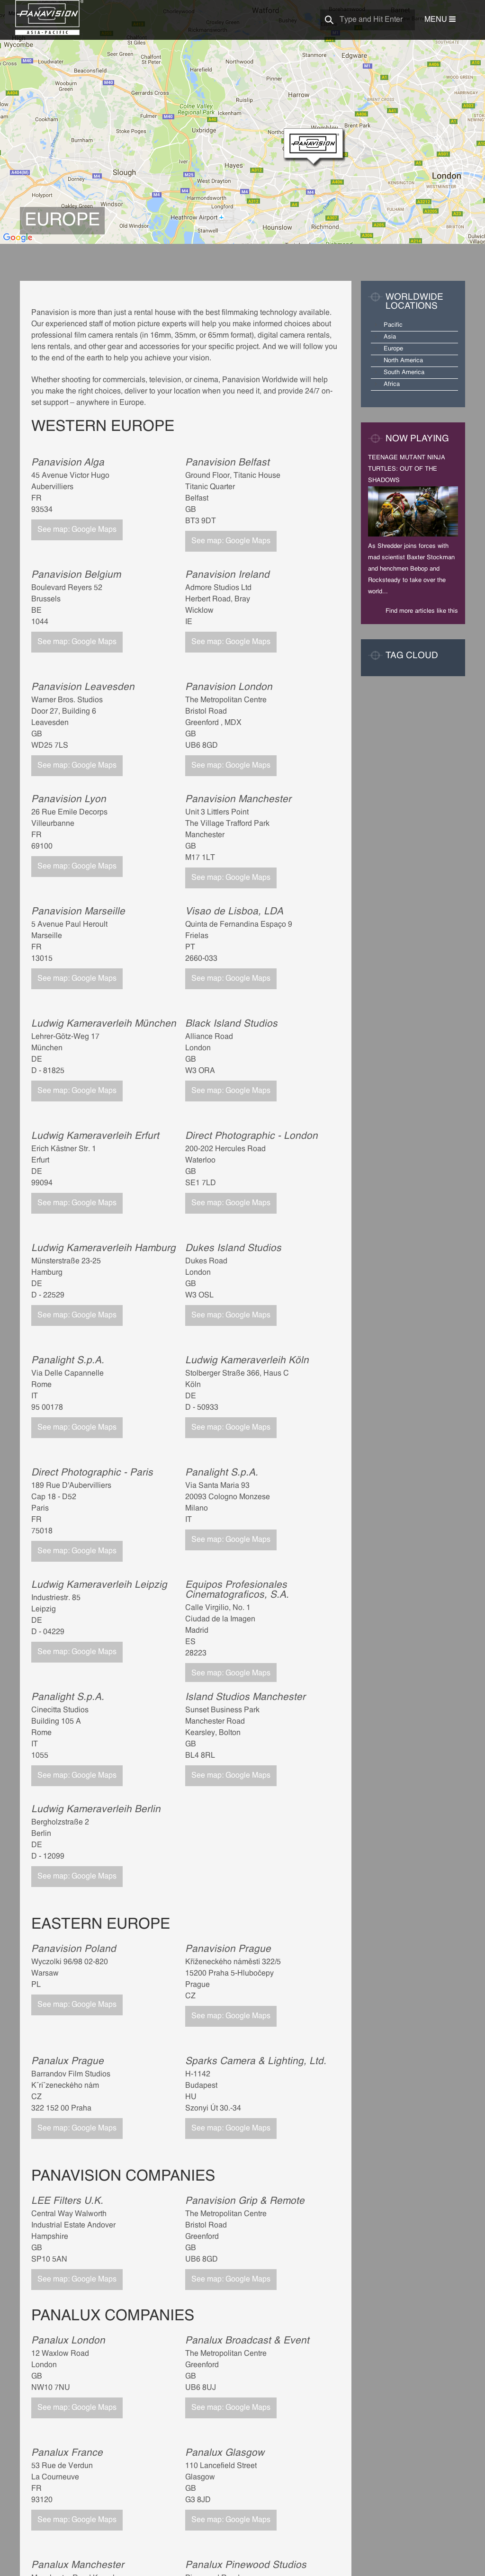 PANAVISION
ASIA-PACIFIC
Type and Hit Enter
MENU
Watford
Wycombe
Loudwater
Beaconsfield
Seer Green
Chalfont St Peter
Harefield
Northwood
Stanmore
Edgware
Wooburn Green
Gerrards Cross
Pinner
Harrow
Colne Valley Regional Park
Ruislip
Ickenham
Cookham
Fulmer
Burnham
Stoke Poges
Uxbridge
Brent Park
Slough
Iver
Hayes
London
Dorney
West Drayton
KENSINGTON
WESTMINSTER
Harmondsworth
Holyport
Windsor
Longford
Heathrow Airport
Old Windsor
Stanwell
Hounslow
Richmond
EUROPE
Google
Panavision is more than just a rental house with the best filmmaking technology available.
Our experienced staff of motion picture experts will help you make informed choices about
professional film camera rentals (in 16mm, 35mm, or 65mm format), digital camera rentals,
lens rentals, and other gear and accessories for your specific project. And we will follow you
to the end of the earth to help you achieve your vision.
Whether shooting for commercials, television, or cinema, Panavision Worldwide will help
you make the right choices, deliver to your location when you need it, and provide 24/7 on-
set support – anywhere in Europe.
WESTERN EUROPE
Panavision Alga
45 Avenue Victor Hugo
Aubervilliers
FR
93534
See map: Google Maps
Panavision Belfast
Ground Floor, Titanic House
Titanic Quarter
Belfast
GB
BT3 9DT
See map: Google Maps
Panavision Belgium
Boulevard Reyers 52
Brussels
BE
1044
See map: Google Maps
Panavision Ireland
Admore Studios Ltd
Herbert Road, Bray
Wicklow
IE
See map: Google Maps
Panavision Leavesden
Warner Bros. Studios
Door 27, Building 6
Leavesden
GB
WD25 7LS
See map: Google Maps
Panavision London
The Metropolitan Centre
Bristol Road
Greenford , MDX
GB
UB6 8GD
See map: Google Maps
Panavision Lyon
26 Rue Emile Decorps
Villeurbanne
FR
69100
See map: Google Maps
Panavision Manchester
Unit 3 Littlers Point
The Village Trafford Park
Manchester
GB
M17 1LT
See map: Google Maps
Panavision Marseille
5 Avenue Paul Heroult
Marseille
FR
13015
See map: Google Maps
Visao de Lisboa, LDA
Quinta de Fernandina Espaço 9
Frielas
PT
2660-033
See map: Google Maps
Ludwig Kameraverleih München
Lehrer-Götz-Weg 17
München
DE
D - 81825
See map: Google Maps
Black Island Studios
Alliance Road
London
GB
W3 ORA
See map: Google Maps
Ludwig Kameraverleih Erfurt
Erich Kästner Str. 1
Erfurt
DE
99094
See map: Google Maps
Direct Photographic - London
200-202 Hercules Road
Waterloo
GB
SE1 7LD
See map: Google Maps
Ludwig Kameraverleih Hamburg
Münsterstraße 23-25
Hamburg
DE
D - 22529
See map: Google Maps
Dukes Island Studios
Dukes Road
London
GB
W3 OSL
See map: Google Maps
Panalight S.p.A.
Via Delle Capannelle
Rome
IT
95 00178
See map: Google Maps
Ludwig Kameraverleih Köln
Stolberger Straße 366, Haus C
Köln
DE
D - 50933
See map: Google Maps
Direct Photographic - Paris
189 Rue D'Aubervilliers
Cap 18 - D52
Paris
FR
75018
See map: Google Maps
Panalight S.p.A.
Via Santa Maria 93
20093 Cologno Monzese
Milano
IT
See map: Google Maps
Ludwig Kameraverleih Leipzig
Industriestr. 85
Leipzig
DE
D - 04229
See map: Google Maps
Equipos Profesionales
Cinematograficos, S.A.
Calle Virgilio, No. 1
Ciudad de la Imagen
Madrid
ES
28223
See map: Google Maps
Panalight S.p.A.
Cinecitta Studios
Building 105 A
Rome
IT
1055
See map: Google Maps
Island Studios Manchester
Sunset Business Park
Manchester Road
Kearsley, Bolton
GB
BL4 8RL
See map: Google Maps
Ludwig Kameraverleih Berlin
Bergholzstraße 2
Berlin
DE
D - 12099
See map: Google Maps
EASTERN EUROPE
Panavision Poland
Wyczolki 96/98 02-820
Warsaw
PL
See map: Google Maps
Panavision Prague
Kříženeckého náměstí 322/5
15200 Praha 5-Hlubočepy
Prague
CZ
See map: Google Maps
Panalux Prague
Barrandov Film Studios
Kˇríˇzeneckého nám
CZ
322 152 00 Praha
See map: Google Maps
Sparks Camera & Lighting, Ltd.
H-1142
Budapest
HU
Szonyi Út 30.-34
See map: Google Maps
PANAVISION COMPANIES
LEE Filters U.K.
Central Way Walworth
Industrial Estate Andover
Hampshire
GB
SP10 5AN
See map: Google Maps
Panavision Grip & Remote
The Metropolitan Centre
Bristol Road
Greenford
GB
UB6 8GD
See map: Google Maps
PANALUX COMPANIES
Panalux London
12 Waxlow Road
London
GB
NW10 7NU
See map: Google Maps
Panalux Broadcast & Event
The Metropolitan Centre
Greenford
GB
UB6 8UJ
See map: Google Maps
Panalux France
53 Rue de Verdun
La Courneuve
FR
93120
See map: Google Maps
Panalux Glasgow
110 Lancefield Street
Glasgow
GB
G3 8JD
See map: Google Maps
Panalux Manchester
Panalux Pinewood Studios
WORLDWIDE
LOCATIONS
Pacific
Asia
Europe
North America
South America
Africa
NOW PLAYING
TEENAGE MUTANT NINJA
TURTLES: OUT OF THE
SHADOWS
As Shredder joins forces with
mad scientist Baxter Stockman
and henchmen Bebop and
Rocksteady to take over the
world...
Find more articles like this
TAG CLOUD